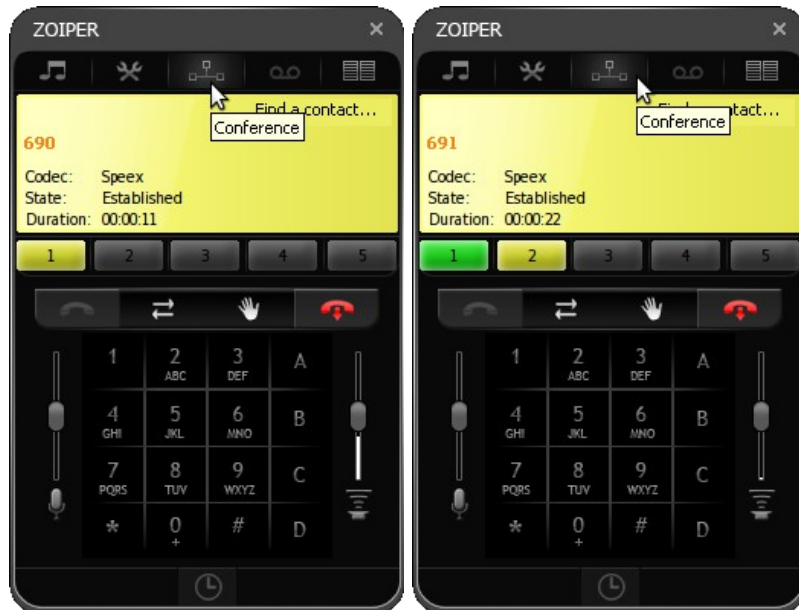 ZOIPER ×
Find a contact...
Conference
690
Codec: Speex
State: Established
Duration: 00:00:11
1 2 3 4 5
1 2 3 A
ABC DEF
4 5 6 B
GHI JKL MNO
7 8 9 C
PQRS TUV WXYZ
* 0 # D
+
ZOIPER ×
Conference
691
Codec: Speex
State: Established
Duration: 00:00:22
1 2 3 4 5
1 2 3 A
ABC DEF
4 5 6 B
GHI JKL MNO
7 8 9 C
PQRS TUV WXYZ
* 0 # D
+